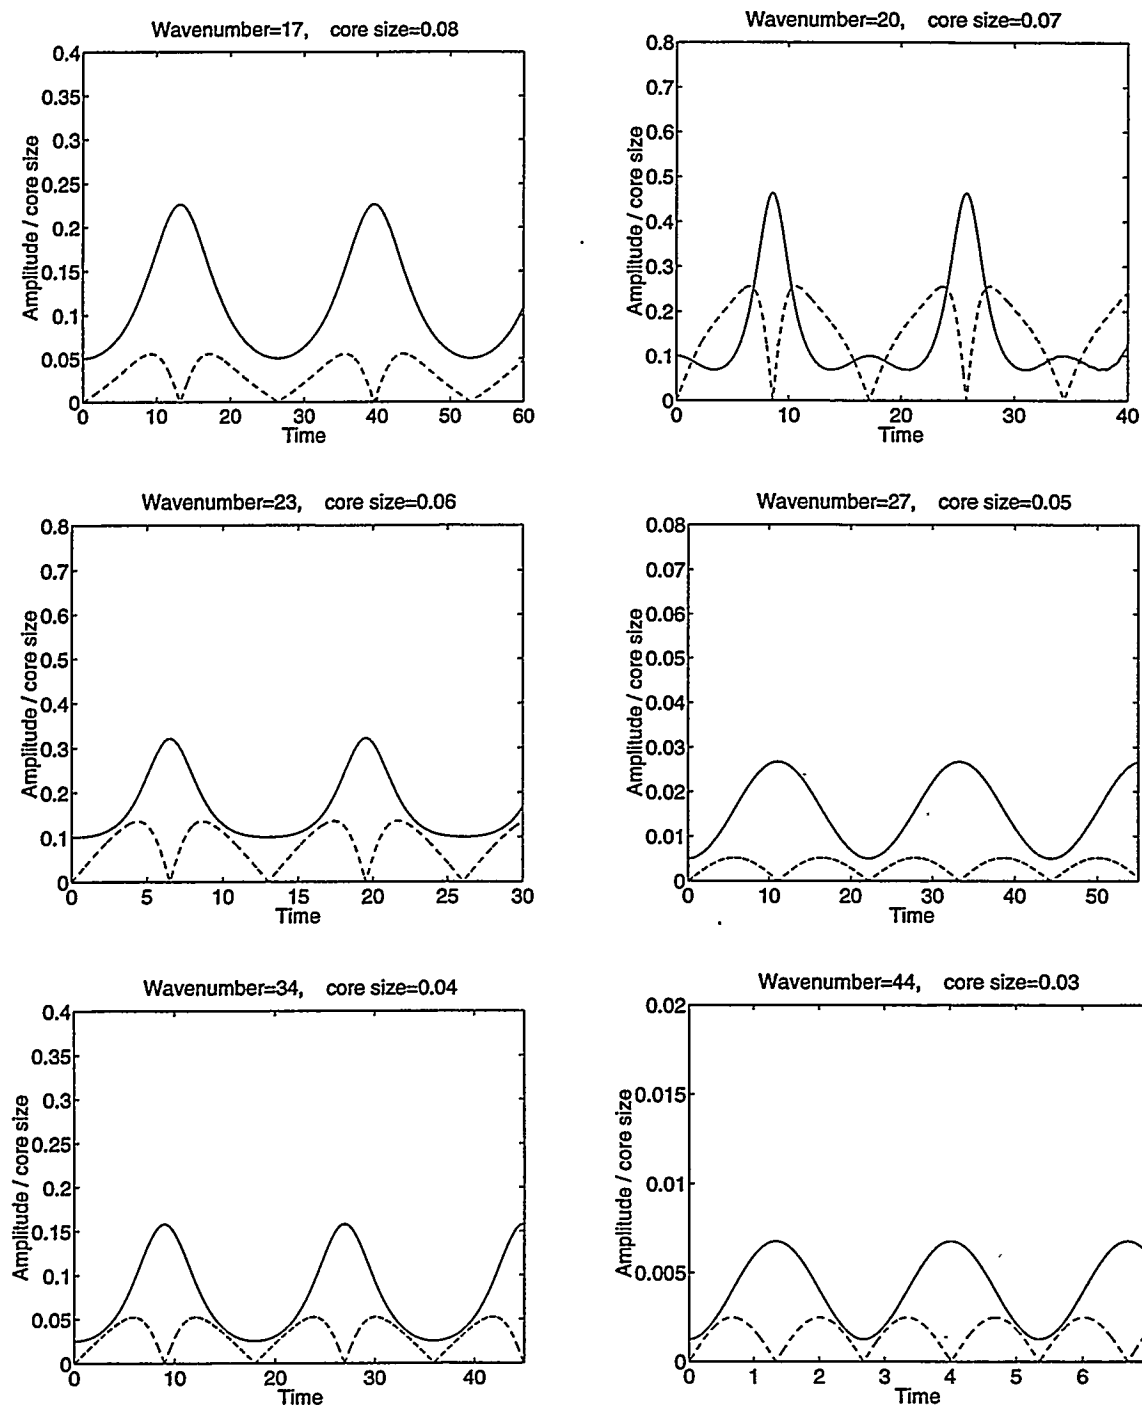 Wavenumber=17, core size=0.08
0.4
0.35
0.3
0.25
0.2
0.15
0.1
0.05
0
Amplitude / core size
0 10 20 30 40 50 60
Time
Wavenumber=20, core size=0.07
0.8
0.7
0.6
0.5
0.4
0.3
0.2
0.1
0
Amplitude / core size
0 10 20 30 40
Time
Wavenumber=23, core size=0.06
0.8
0.7
0.6
0.5
0.4
0.3
0.2
0.1
0
Amplitude / core size
0 5 10 15 20 25 30
Time
Wavenumber=27, core size=0.05
0.08
0.07
0.06
0.05
0.04
0.03
0.02
0.01
0
Amplitude / core size
0 10 20 30 40 50
Time
Wavenumber=34, core size=0.04
0.4
0.35
0.3
0.25
0.2
0.15
0.1
0.05
0
Amplitude / core size
0 10 20 30 40
Time
Wavenumber=44, core size=0.03
0.02
0.015
0.01
0.005
0
Amplitude / core size
0 1 2 3 4 5 6
Time